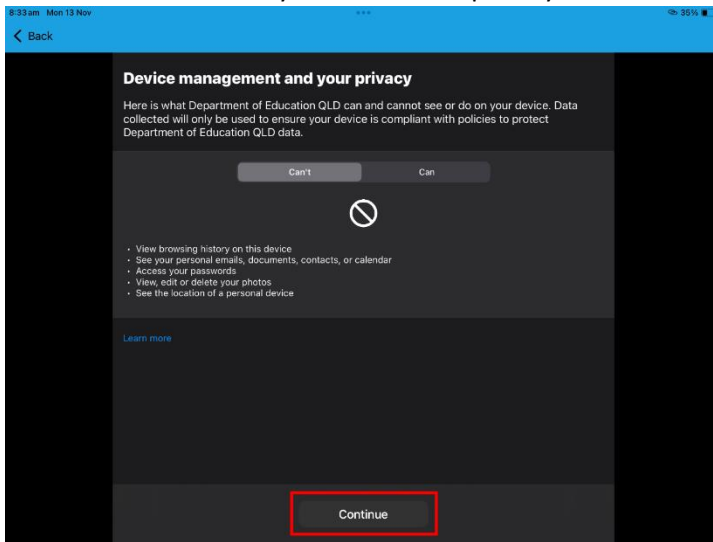 8:33 am Mon 13 Nov
35%
Back
Device management and your privacy
Here is what Department of Education QLD can and cannot see or do on your device. Data
collected will only be used to ensure your device is compliant with policies to protect
Department of Education QLD data.
Can't Can
• View browsing history on this device
• See your personal emails, documents, contacts, or calendar
• Access your passwords
• View, edit or delete your photos
• See the location of a personal device
Learn more
Continue